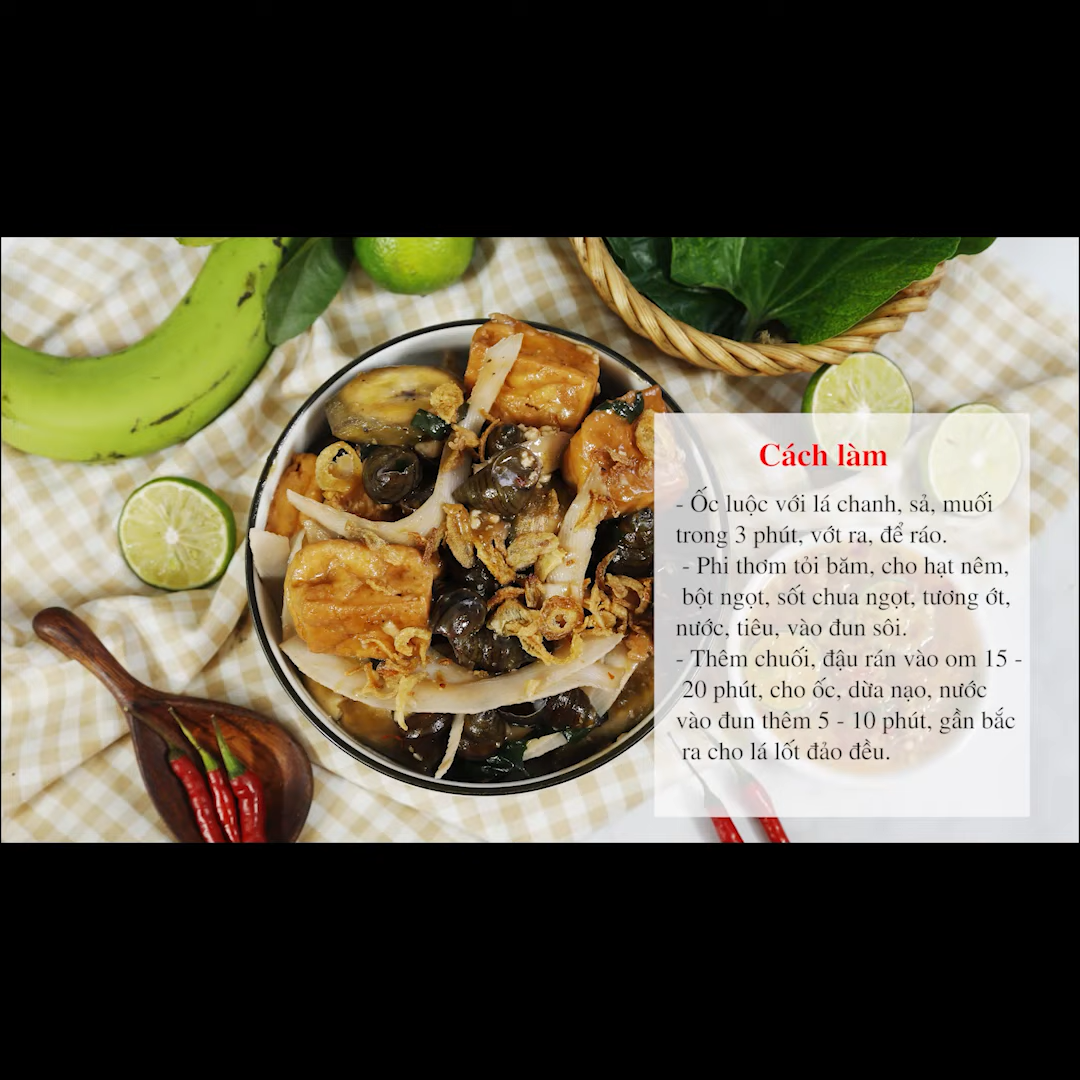 Cách làm
- Ốc luộc với lá chanh, sả, muối
trong 3 phút, vớt ra, để ráo.
- Phi thơm tỏi băm, cho hạt nêm,
bột ngọt, sốt chua ngọt, tương ớt,
nước, tiêu, vào đun sôi.
- Thêm chuối, đậu rán vào om 15 -
20 phút, cho ốc, dừa nạo, nước
vào đun thêm 5 - 10 phút, gần bắc
ra cho lá lốt đảo đều.